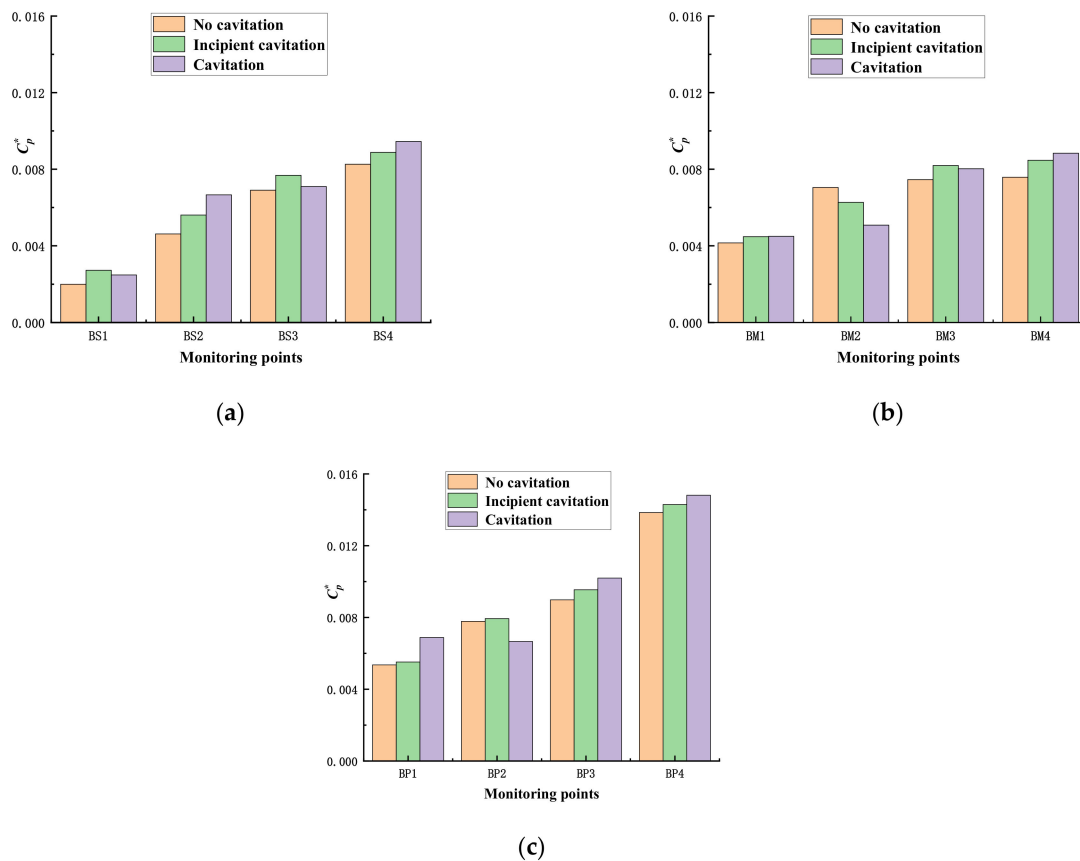 0.016
0.012
0.008
0.004
0.000
C*p
No cavitation
Incipient cavitation
Cavitation
BS1 BS2 BS3 BS4
Monitoring points
(a)
0.016
0.012
0.008
0.004
0.000
C*p
No cavitation
Incipient cavitation
Cavitation
BM1 BM2 BM3 BM4
Monitoring points
(b)
0.016
0.012
0.008
0.004
0.000
C*p
No cavitation
Incipient cavitation
Cavitation
BP1 BP2 BP3 BP4
Monitoring points
(c)